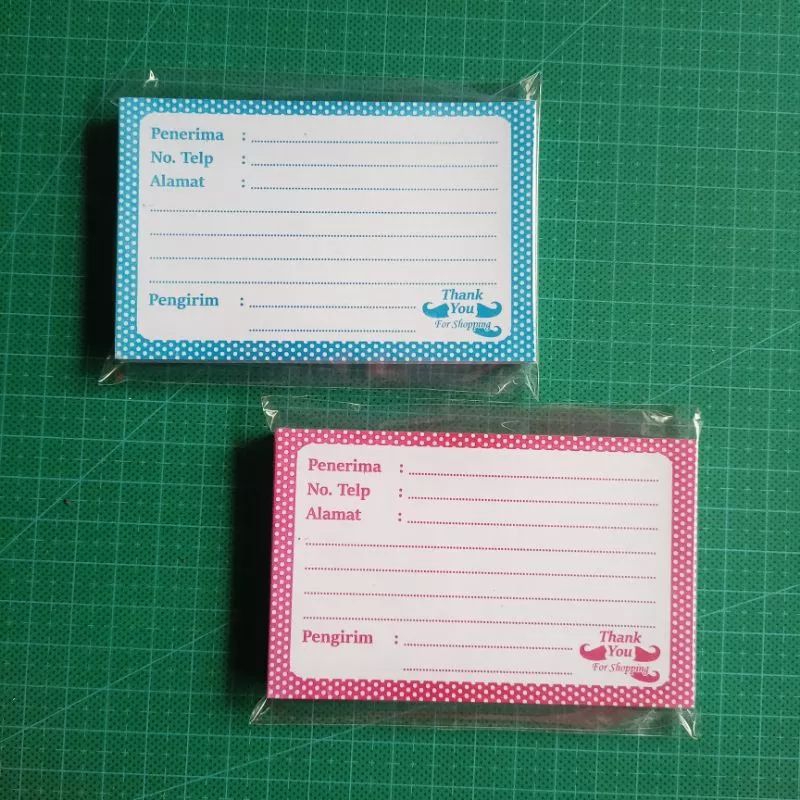 Penerima :
No. Telp :
Alamat :
Pengirim :
Thank
You
For Shopping
Penerima :
No. Telp :
Alamat :
Pengirim :
Thank
You
For Shopping